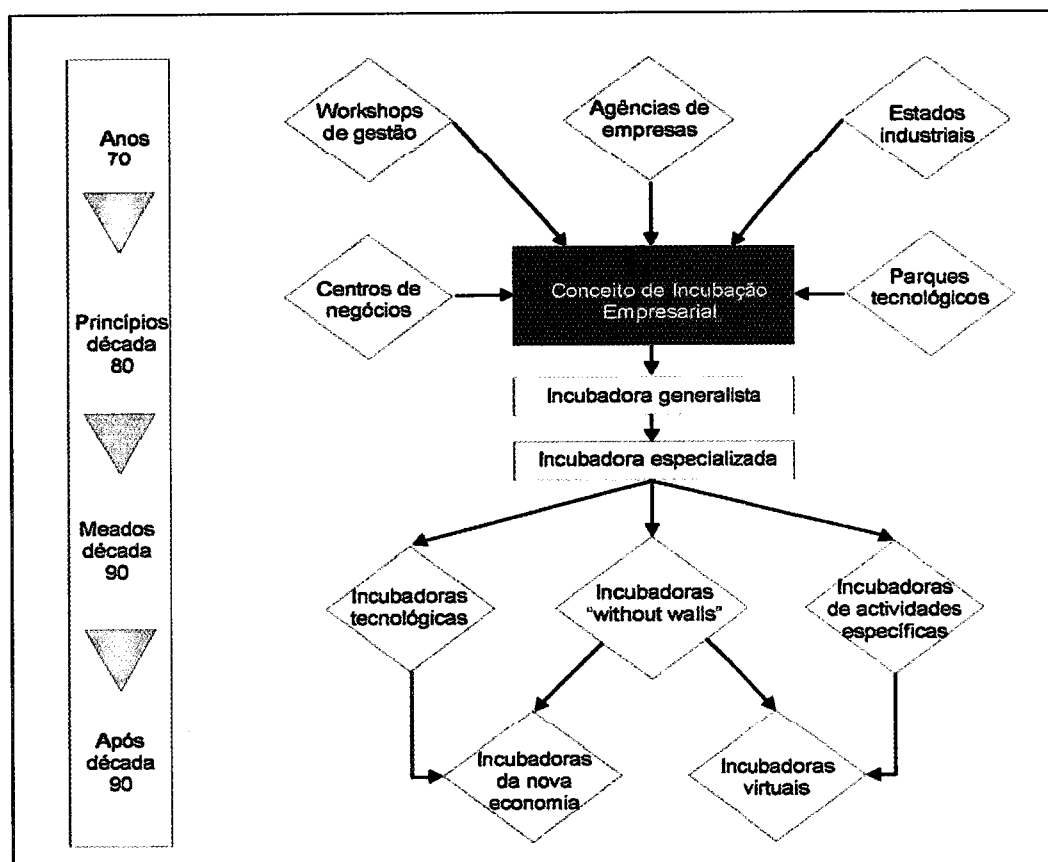 Anos
70
Princípios
década
80
Meados
década
90
Após
década
90
Workshops
de gestão
Agências de
empresas
Estados
industriais
Centros de
negócios
Conceito de Incubação
Empresarial
Parques
tecnológicos
Incubadora generalista
Incubadora especializada
Incubadoras
tecnológicas
Incubadoras
"without walls"
Incubadoras
de actividades
específicas
Incubadoras
da nova
economia
Incubadoras
virtuais